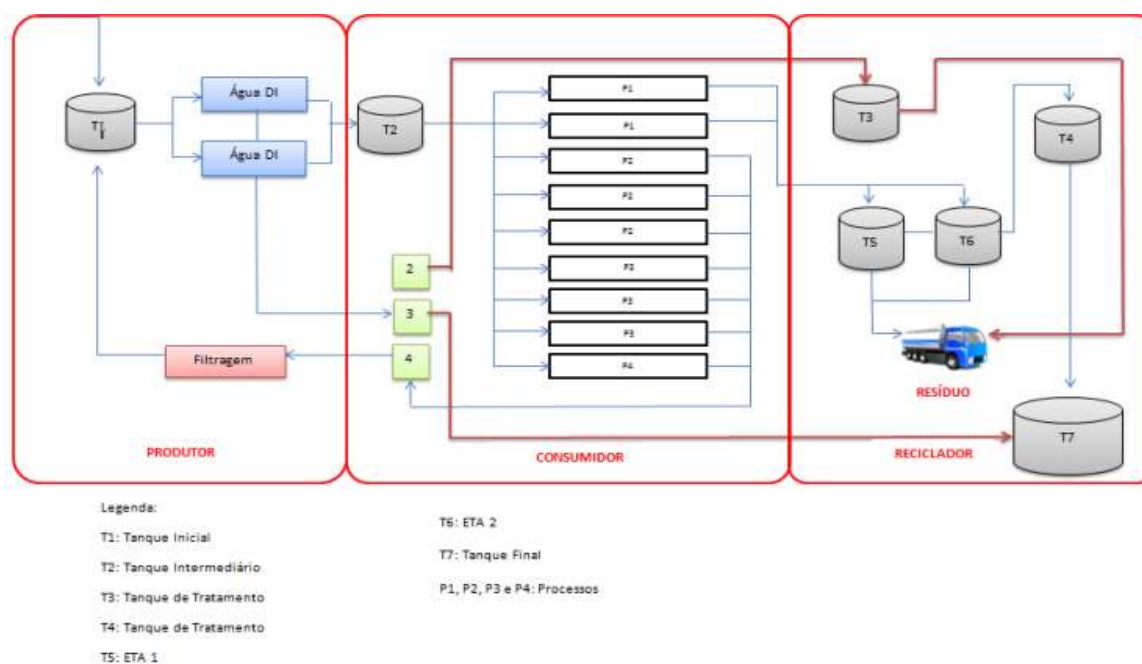 T1
Água DI
Água DI
T2
P1
P1
P2
P2
P2
P3
P3
P3
P4
2
3
4
Filtragem
T3
T4
T5
T6
RESÍDUO
T7
PRODUTOR
CONSUMIDOR
RECICLADOR
Legenda:
T1: Tanque Inicial
T2: Tanque Intermediário
T3: Tanque de Tratamento
T4: Tanque de Tratamento
T5: ETA 1
T6: ETA 2
T7: Tanque Final
P1, P2, P3 e P4: Processos